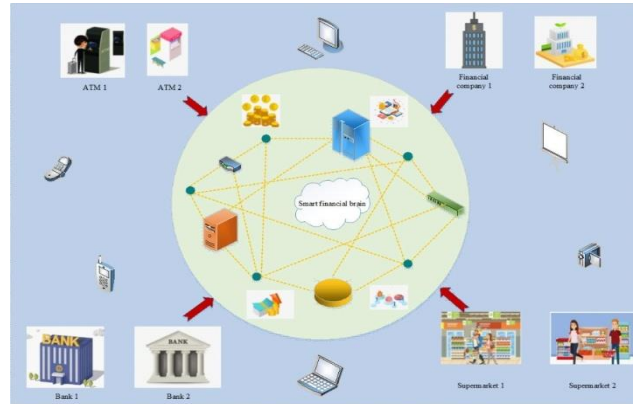 ATM 1
ATM 2
Financial
company 1
Financial
company 2
Smart financial brain
BANK
BANK
Bank 1
Bank 2
Supermarket 1
Supermarket 2